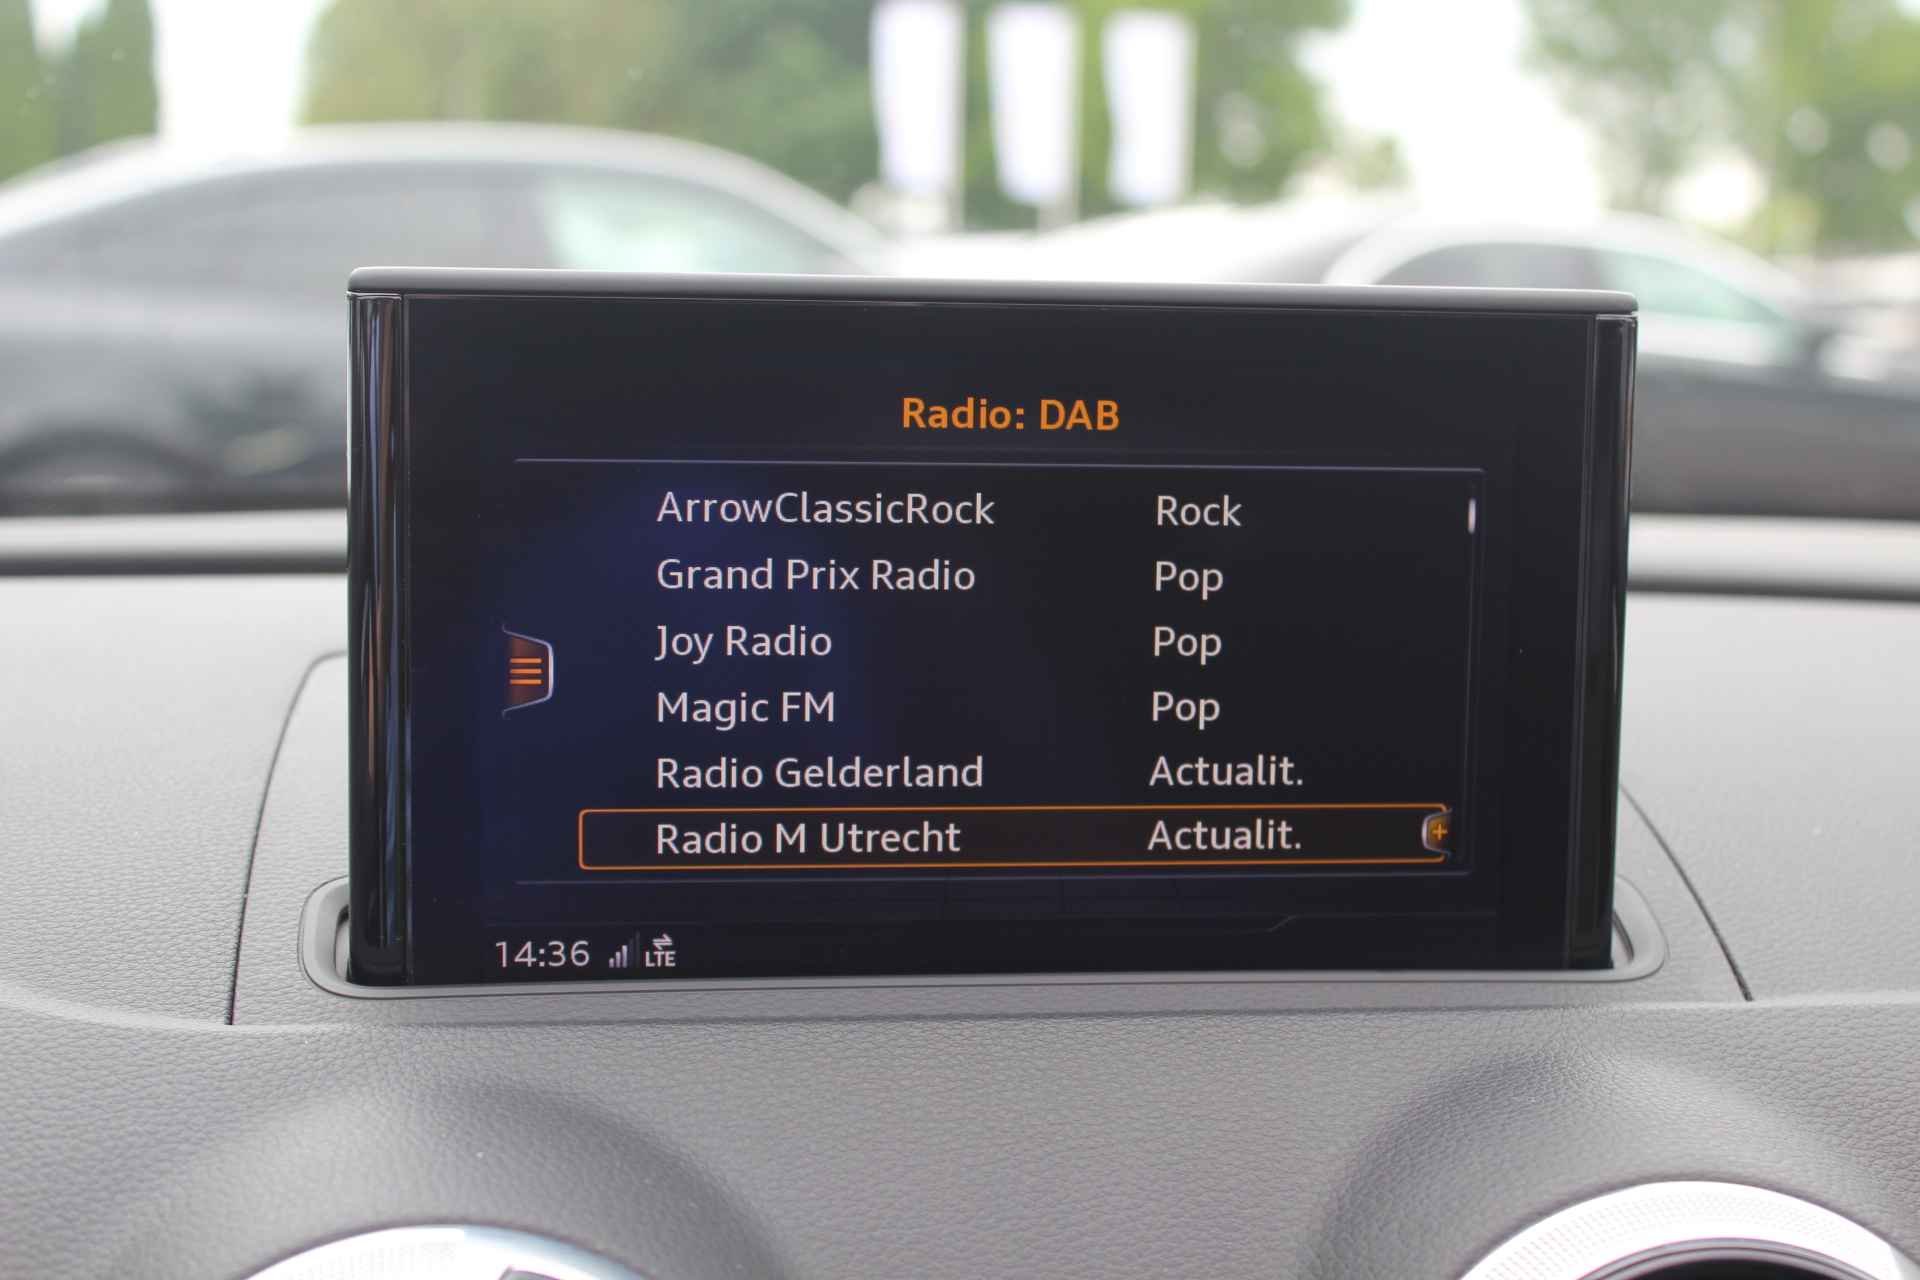 Radio: DAB
ArrowClassicRock Rock
Grand Prix Radio Pop
Joy Radio Pop
Magic FM Pop
Radio Gelderland Actualit.
Radio M Utrecht Actualit. +
14:36 LTE